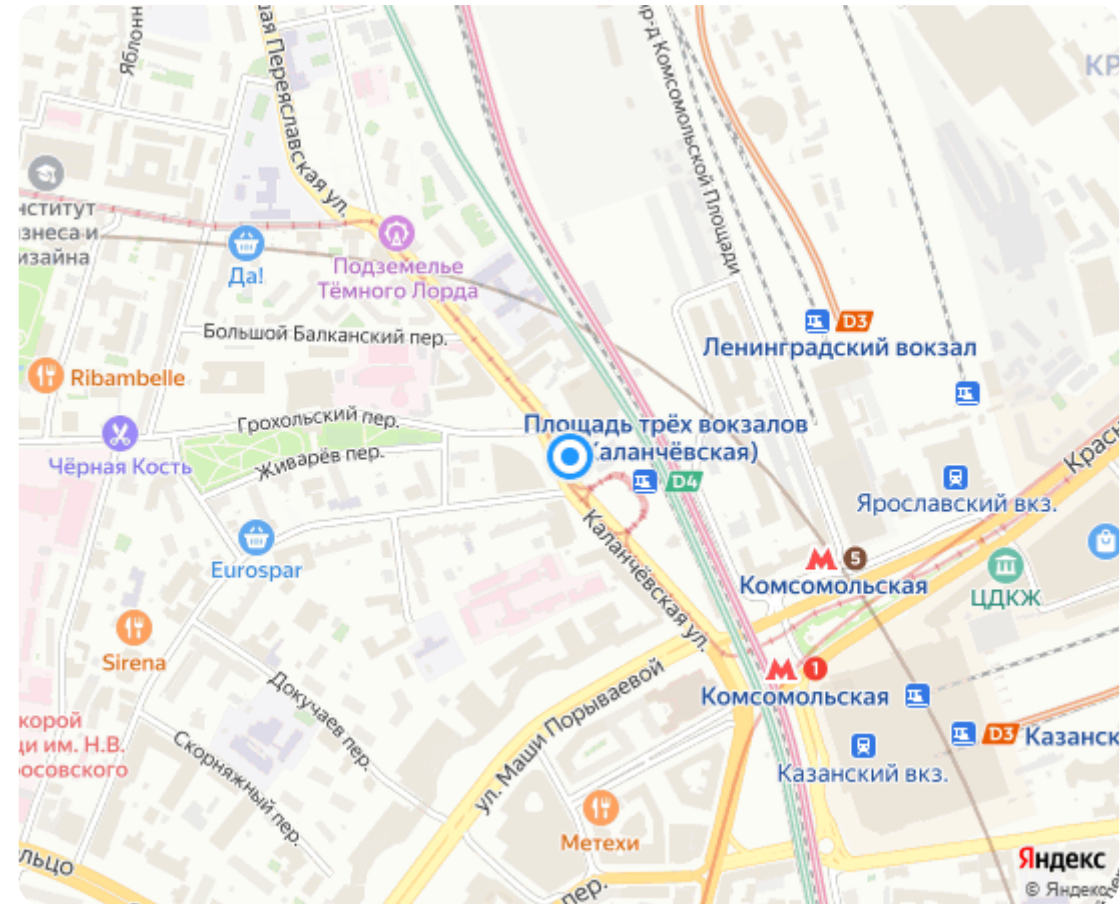 Яблонн
ая Переяславская ул.
пр-д Комсомольской Площади
КР
нститут
изнеса и
изайна
Да!
Подземелье
Тёмного Лорда
Большой Балканский пер.
D3
Ленинградский вокзал
Ribambelle
Грохольский пер.
Площадь трёх вокзалов
(аланчёвская)
D4
Чёрная Кость
Живарёв пер.
Красн
Ярославский вкз.
Eurospar
Каланчёвская ул.
М 5
Комсомольская
ЦДКЖ
Sirena
М 1
Комсомольская
Докучаев пер.
ул. Маши Порываевой
D3 Казанск
корой
щи им. Н.В.
осовского
Скорняжный пер.
Казанский вкз.
Метехи
льцо
пер.
Яндекс
© Яндекс